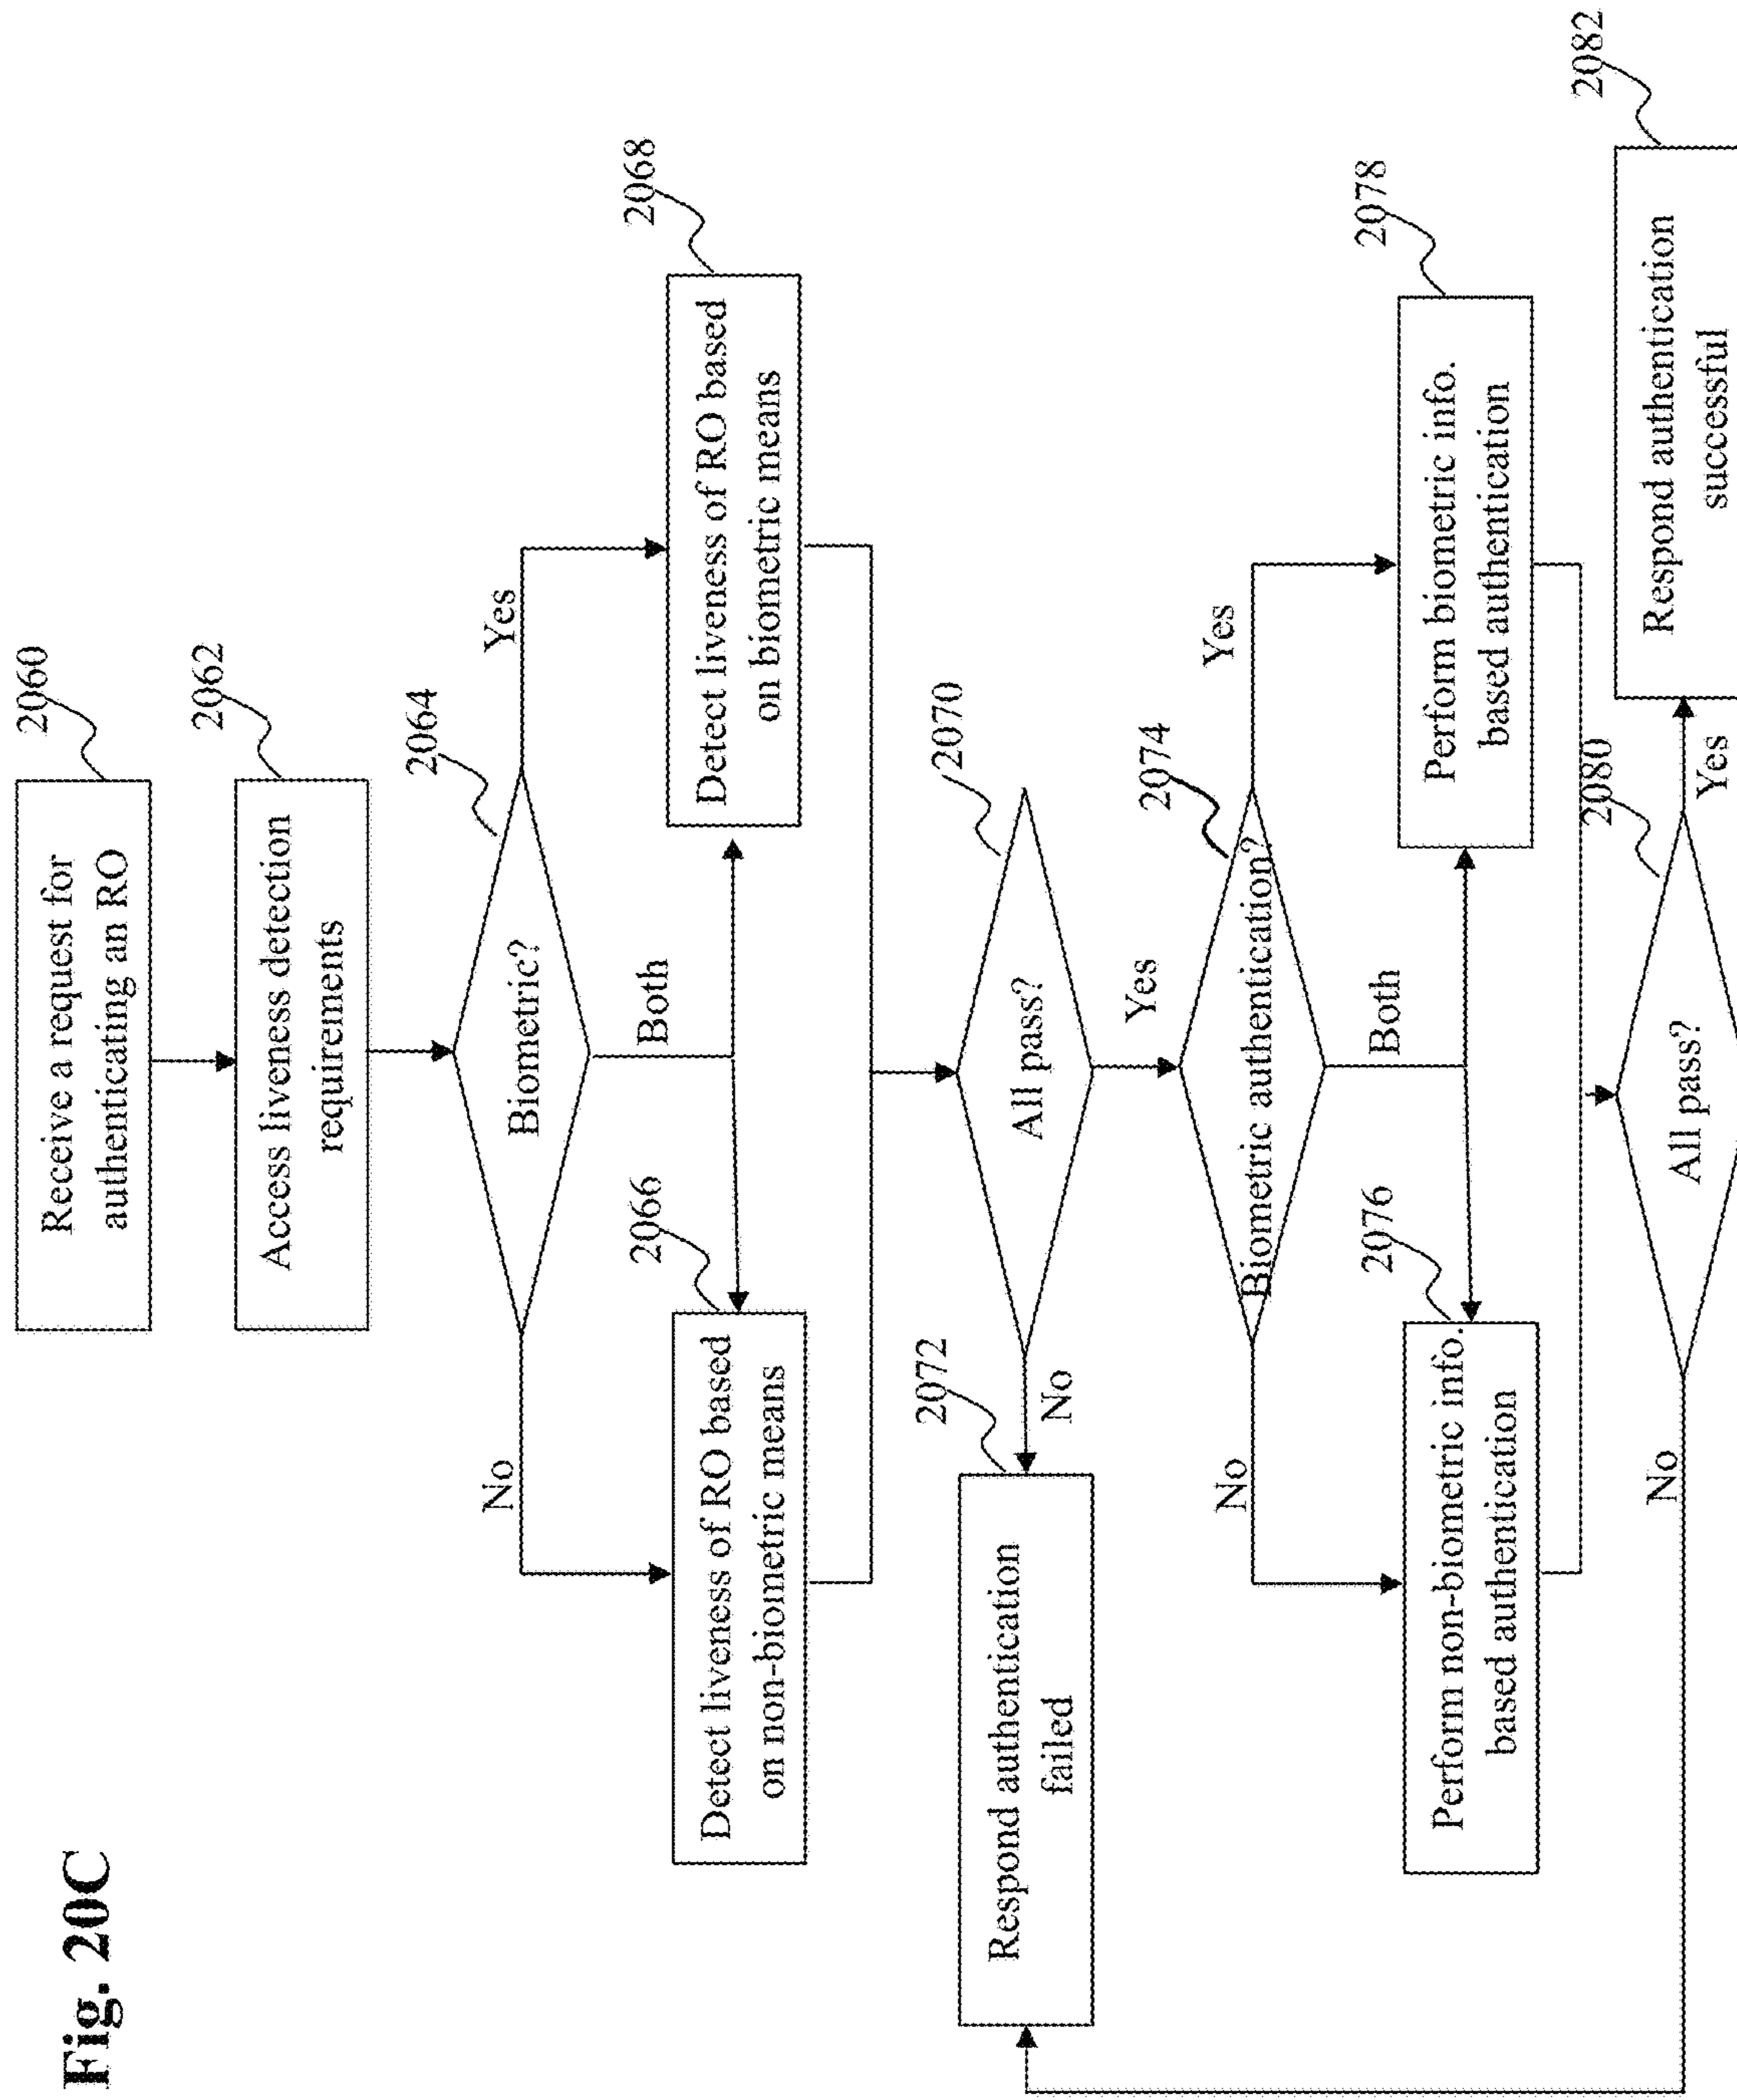 Fig. 20C
2060
Receive a request for
authenticating an RO
2062
Access liveness detection
requirements
2064
Biometric?
No
Yes
Both
2066
Detect liveness of RO based
on non-biometric means
2068
Detect liveness of RO based
on biometric means
2070
All pass?
No
Yes
2072
Respond authentication
failed
2074
Biometric authentication?
No
Yes
Both
2076
Perform non-biometric info.
based authentication
2078
Perform biometric info.
based authentication
2080
All pass?
No
Yes
2082
Respond authentication
successful